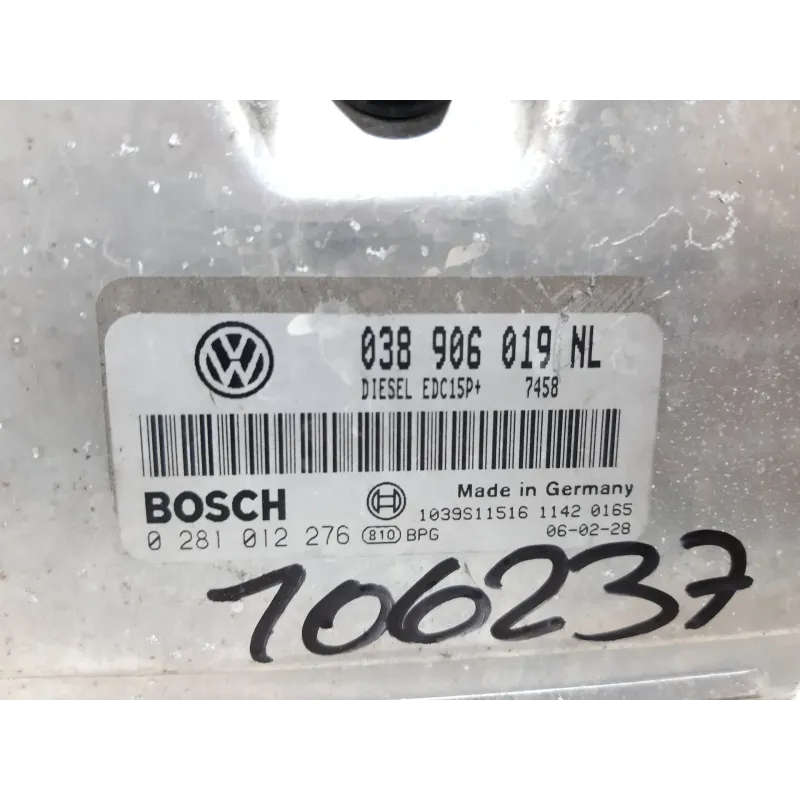 038 906 019 NL
DIESEL EDC15P+ 7458
BOSCH
Made in Germany
1039S11516 1142 0165
0 281 012 276 810 BPG 06-02-28
106237